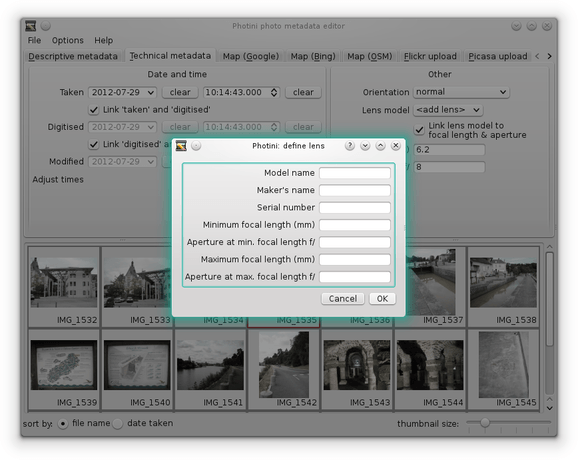 Photini photo metadata editor
File Options Help
Descriptive metadata Technical metadata Map (Google) Map (Bing) Map (OSM) Flickr upload Picasa upload
Date and time Other
Taken 2012-07-29 clear 10:14:43.000 clear Orientation normal
Link 'taken' and 'digitised' Lens model <add lens>
Digitised 2012-07-29 clear 10:14:43.000 clear Link lens model to
focal length & aperture
Link 'digitised' 6.2
Modified 2012-07-29 8
Adjust times
Photini: define lens
Model name
Maker's name
Serial number
Minimum focal length (mm)
Aperture at min. focal length f/
Maximum focal length (mm)
Aperture at max. focal length f/
Cancel OK
IMG_1532 IMG_1533 IMG_1534 IMG_1535 IMG_1536 IMG_1537 IMG_1538
IMG_1539 IMG_1540 IMG_1541 IMG_1542 IMG_1543 IMG_1544 IMG_1545
sort by: file name date taken thumbnail size: